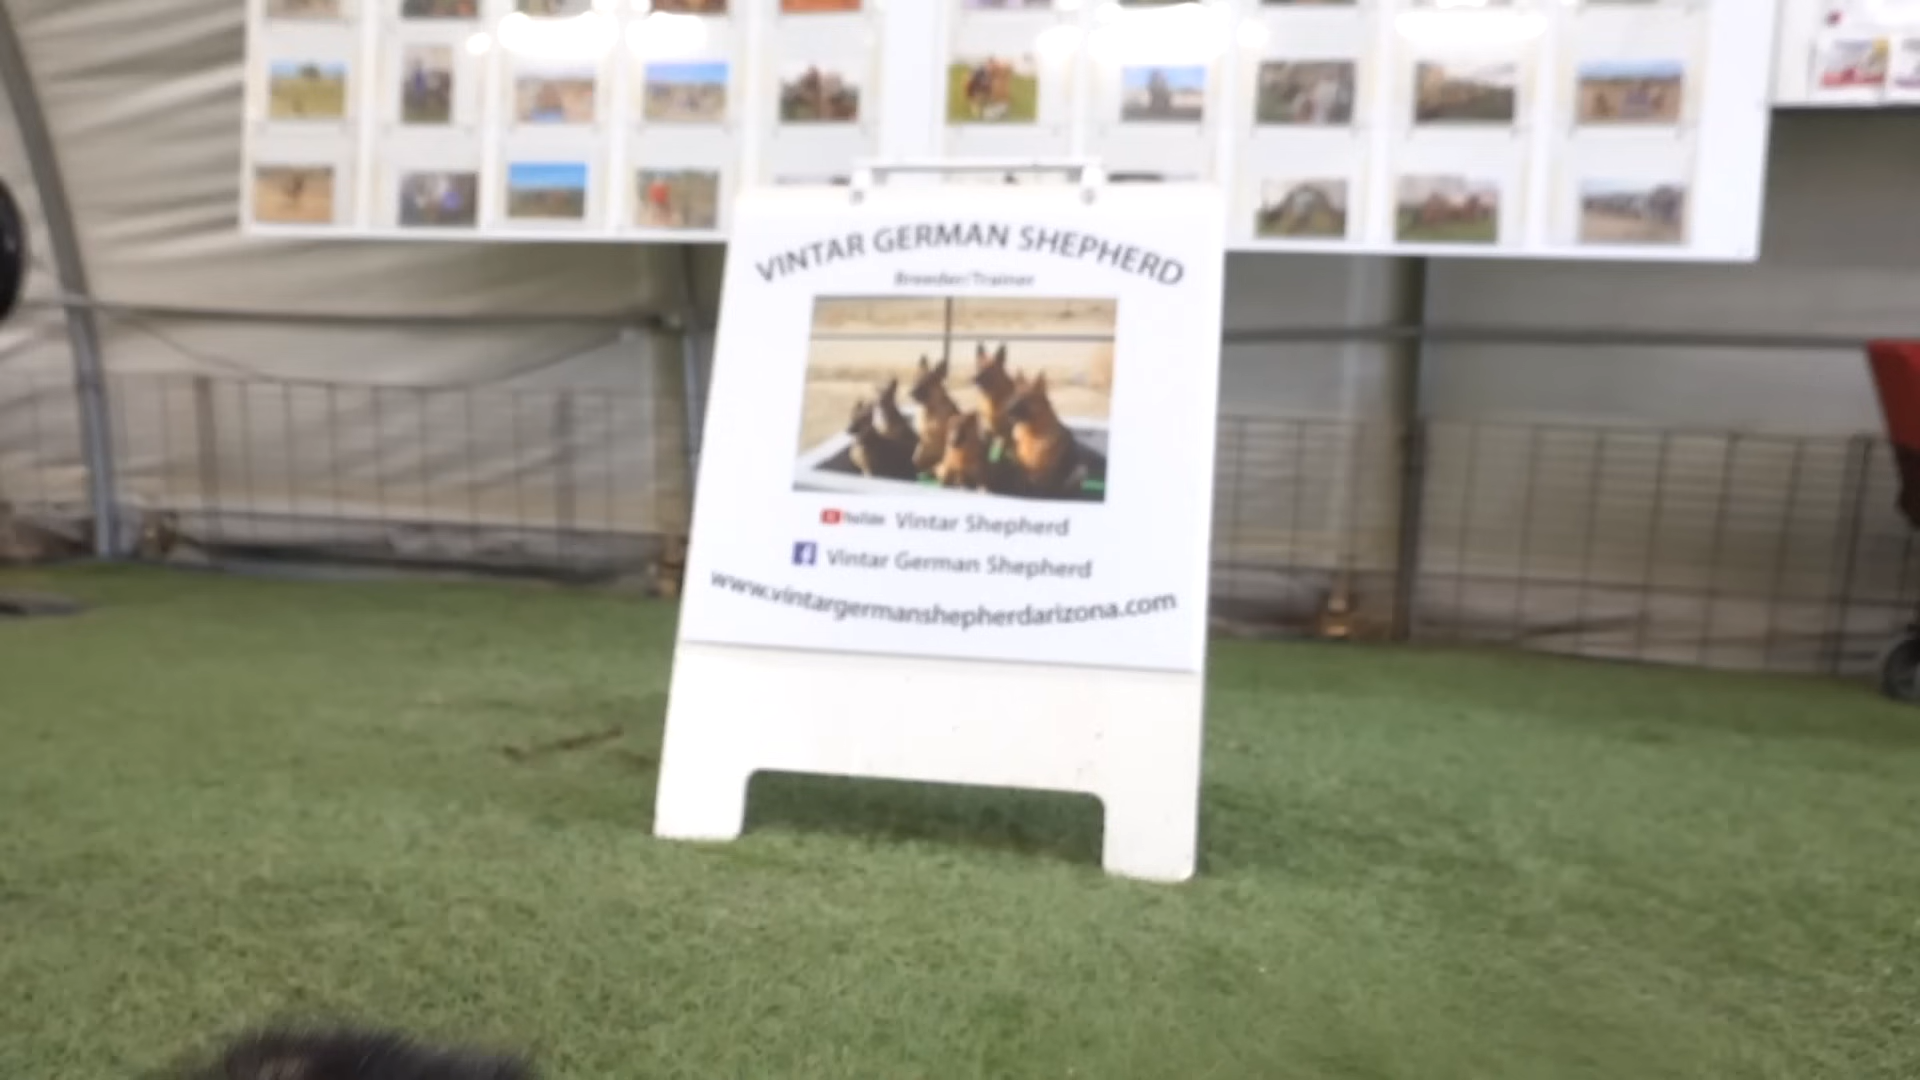 VINTAR GERMAN SHEPHERD
Breeder/Trainer
YouTube Vintar Shepherd
Vintar German Shepherd
www.vintargermanshepherdarizona.com